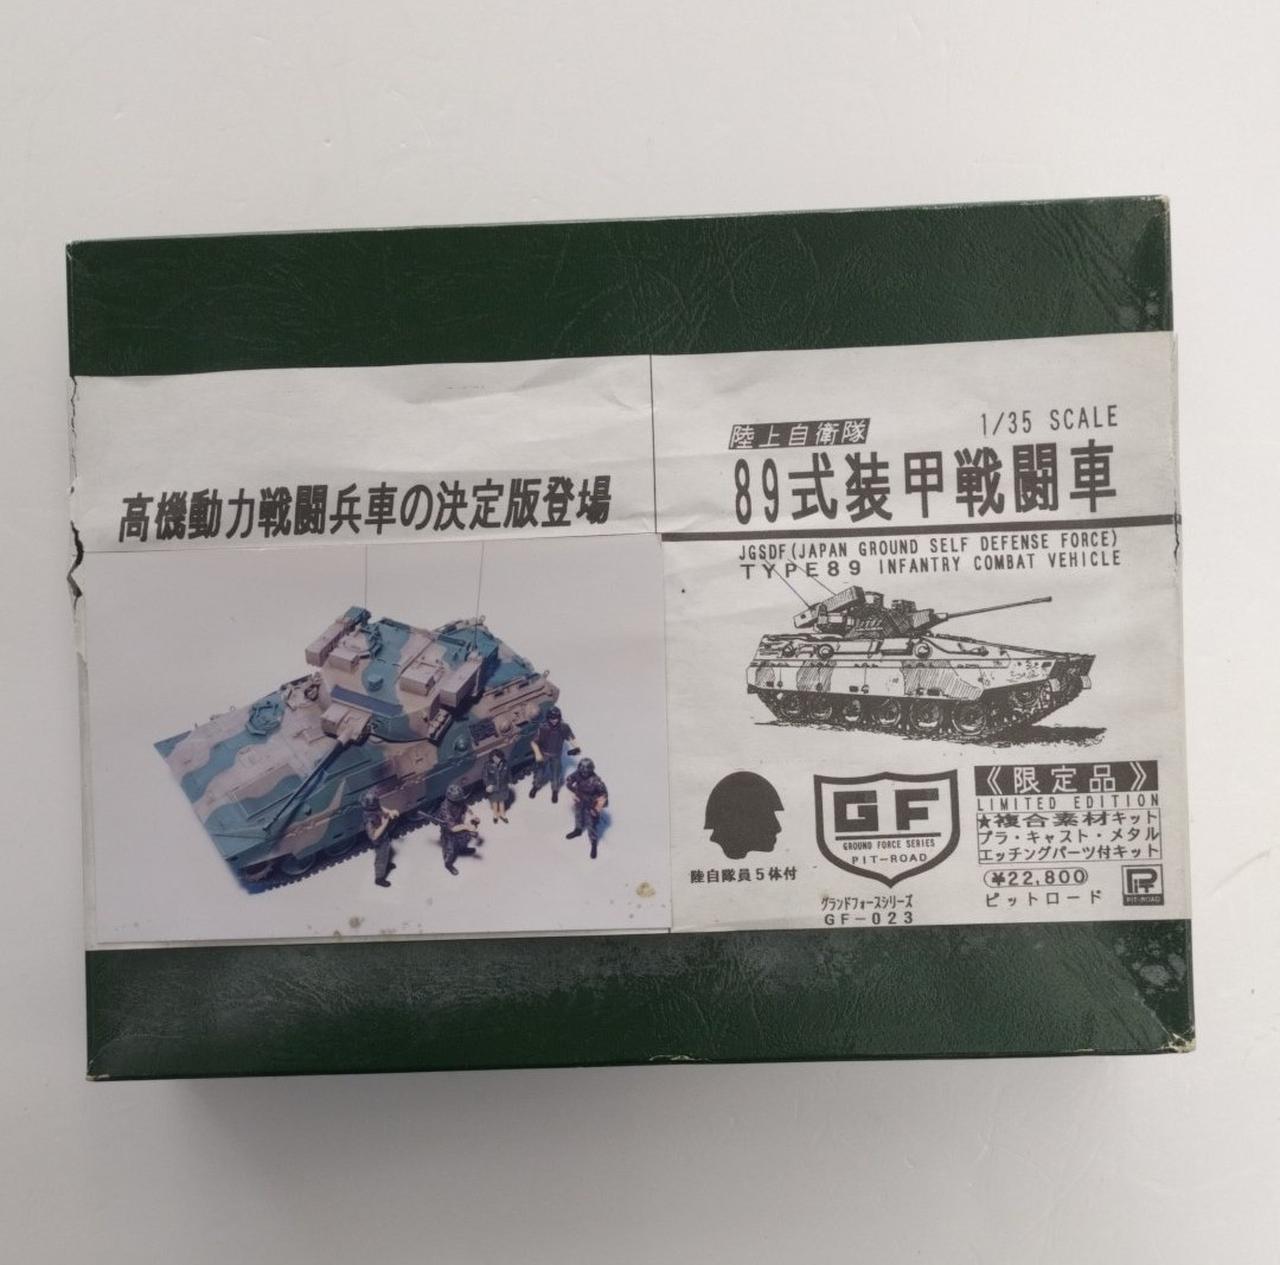 高機動力戦闘兵車の決定版登場
陸上自衛隊
1/35 SCALE
89式装甲戦闘車
JGSDF(JAPAN GROUND SELF DEFENSE FORCE)
TYPE89 INFANTRY COMBAT VEHICLE
陸自隊員5体付
GF
GROUND FORCE SERIES
PIT-ROAD
グランドフォースシリーズ
GF-023
《限定品》
LIMITED EDITION
★複合素材キット
プラ・キャスト・メタル
エッチングパーツ付キット
¥22,800
ピットロード
PIT
PIT-ROAD